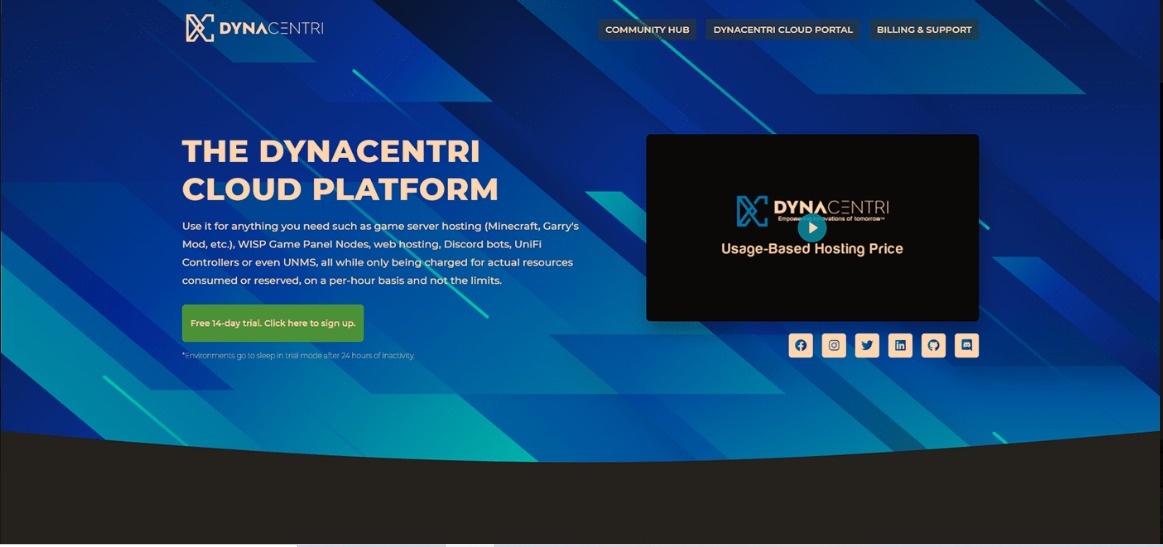 DYNACENTRI
COMMUNITY HUB
DYNACENTRI CLOUD PORTAL
BILLING & SUPPORT
THE DYNACENTRI
CLOUD PLATFORM
Use it for anything you need such as game server hosting (Minecraft, Garry's
Mod, etc.), WISP Game Panel Nodes, web hosting, Discord bots, UniFi
Controllers or even UNMS, all while only being charged for actual resources
consumed or reserved, on a per-hour basis and not the limits.
Free 14-day trial. Click here to sign up.
*Environments go to sleep in trial mode after 24 hours of inactivity.
DYNACENTRI
of tomorrow™
Usage-Based Hosting Price